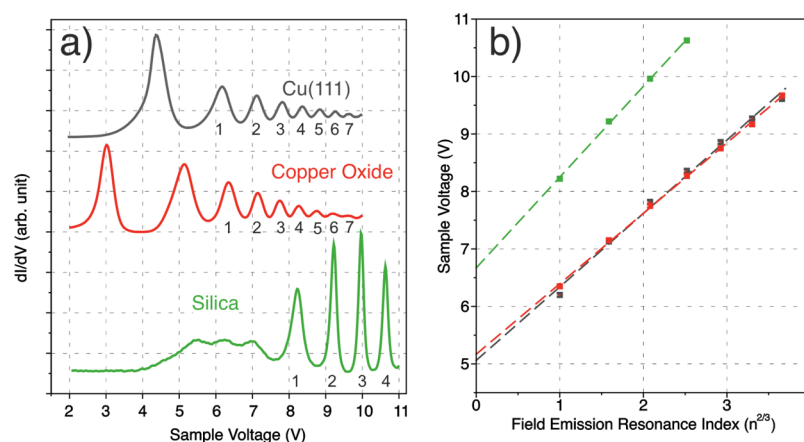 a)
Cu(111)
1 2 3 4 5 6 7
Copper Oxide
1 2 3 4 5 6 7
Silica
1 2 3 4
dI/dV (arb. unit)
2 3 4 5 6 7 8 9 10 11
Sample Voltage (V)
b)
Sample Voltage (V)
11
10
9
8
7
6
5
0 1 2 3
Field Emission Resonance Index (n^{2/3})